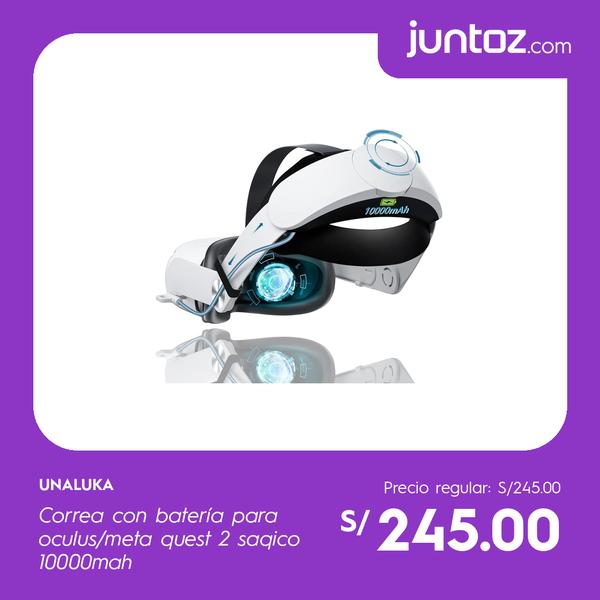 juntoz.com
10000mAh
UNALUKA
Correa con batería para
oculus/meta quest 2 saqico
10000mah
Precio regular: S/245.00
S/ 245.00